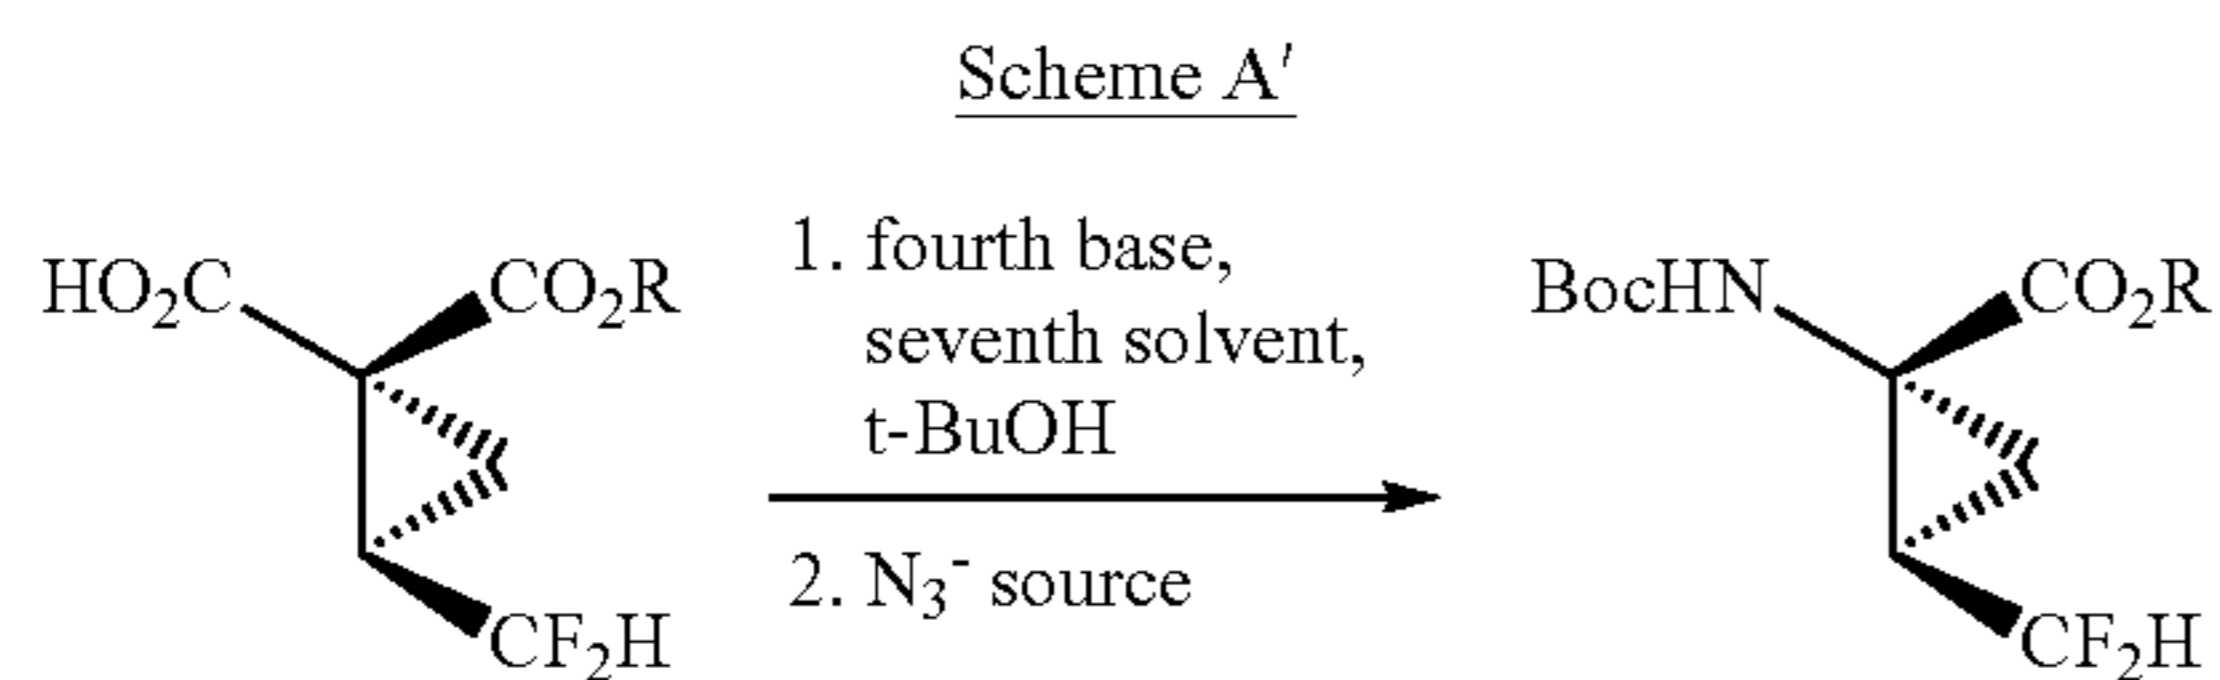 Scheme A′
HO₂C
CO₂R
CF₂H
1. fourth base,
seventh solvent,
t-BuOH
2. N₃⁻ source
BocHN
CO₂R
CF₂H